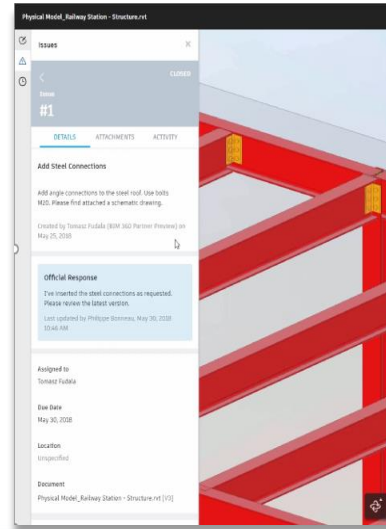 Physical Model_Railway Station - Structure.rvt
Issues
CLOSED
Issue
#1
DETAILS ATTACHMENTS ACTIVITY
Add Steel Connections
Add angle connections to the steel roof. Use bolts
M20. Please find attached a schematic drawing.
Created by Tomasz Fudala (BIM 360 Partner Preview) on
May 25, 2018
Official Response
I've inserted the steel connections as requested.
Please review the latest version.
Last updated by Philippe Bonneau, May 30, 2018
10:46 AM
Assigned to
Tomasz Fudala
Due Date
May 30, 2018
Location
Unspecified
Document
Physical Model_Railway Station - Structure.rvt [V3]